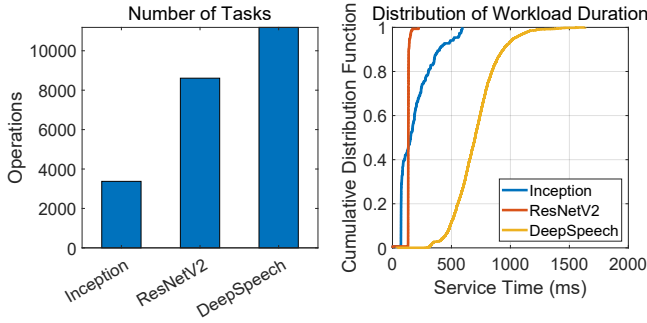 Number of Tasks
10000
8000
6000
4000
2000
0
Operations
Inception
ResNetV2
DeepSpeech
Distribution of Workload Duration
1
0.8
0.6
0.4
0.2
0
Cumulative Distribution Function
Inception
ResNetV2
DeepSpeech
0 500 1000 1500 2000
Service Time (ms)